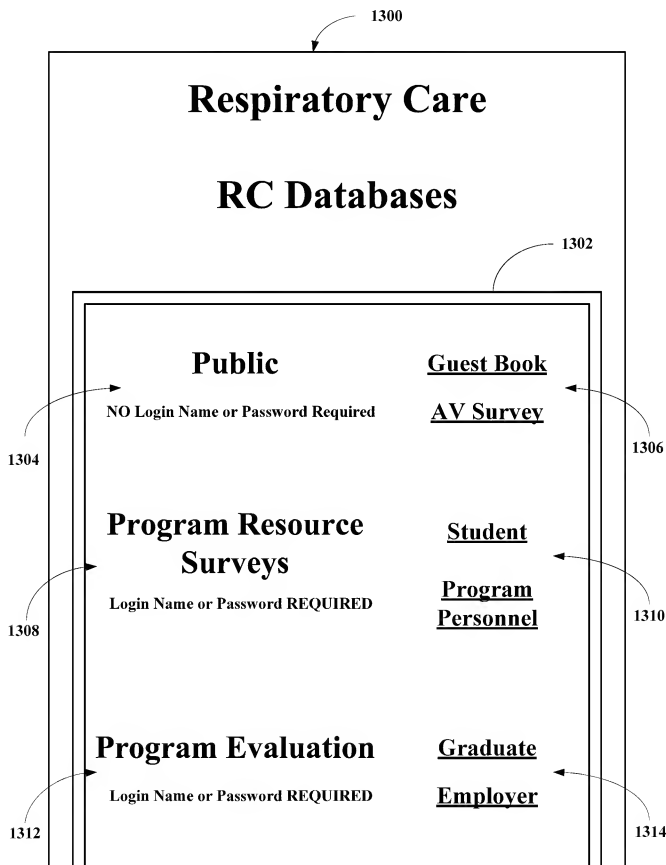 1300
Respiratory Care
RC Databases
1302
Public
Guest Book
NO Login Name or Password Required
AV Survey
1304
1306
Program Resource
Surveys
Student
Login Name or Password REQUIRED
Program
Personnel
1308
1310
Program Evaluation
Graduate
Login Name or Password REQUIRED
Employer
1312
1314